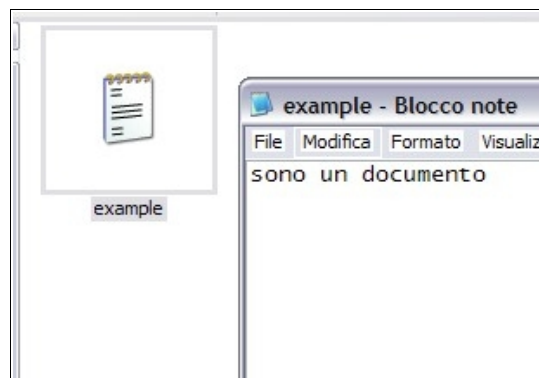 example
example - Blocco note
File Modifica Formato
sono un documento